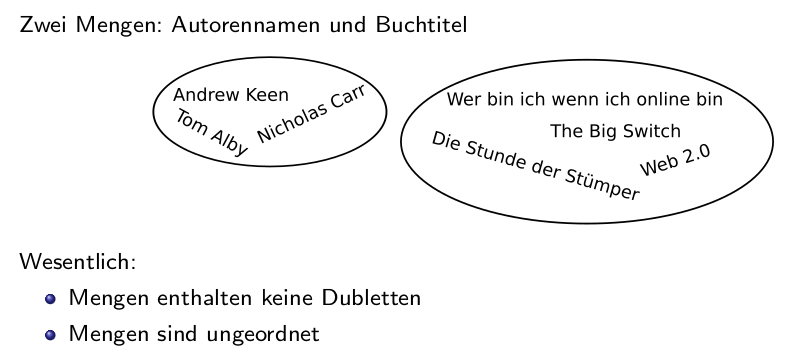 Zwei Mengen: Autorennamen und Buchtitel
Andrew Keen
Tom Alby
Nicholas Carr
Wer bin ich wenn ich online bin
The Big Switch
Die Stunde der Stümper
Web 2.0
Wesentlich:
Mengen enthalten keine Dubletten
Mengen sind ungeordnet